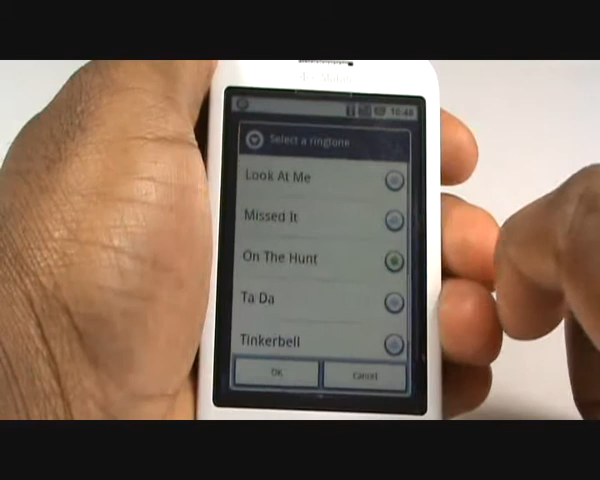 10:48
Select a ringtone
Look At Me
Missed It
On The Hunt
Ta Da
Tinkerbell
OK
Cancel